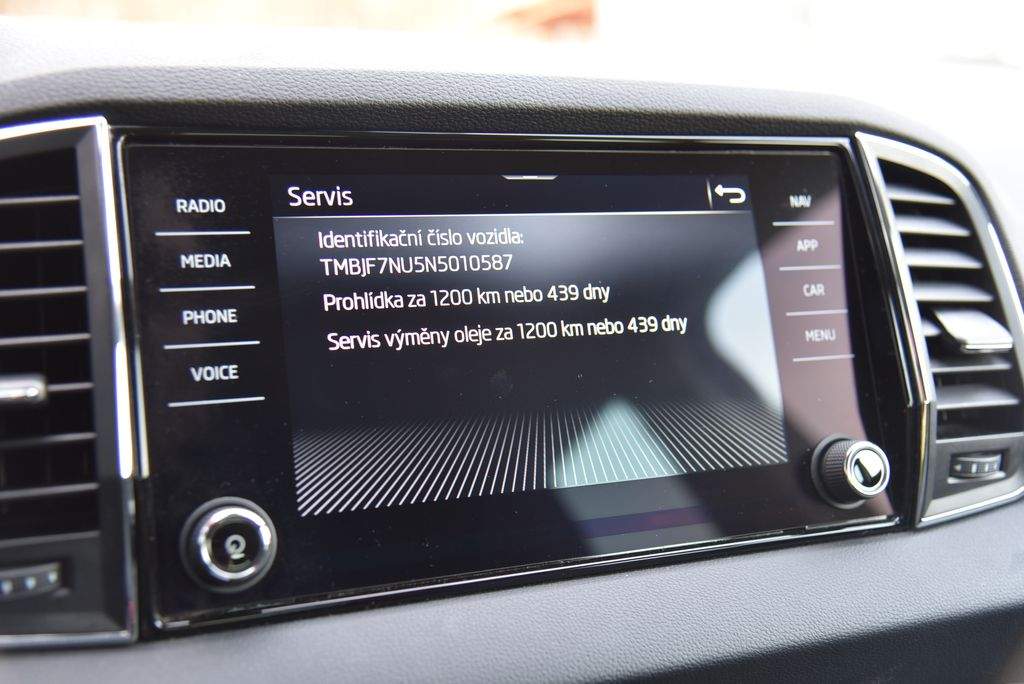 Servis
Identifikační číslo vozidla:
TMBJF7NU5N5010587
Prohlídka za 1200 km nebo 439 dny
Servis výměny oleje za 1200 km nebo 439 dny
RADIO
MEDIA
PHONE
VOICE
NAV
APP
CAR
MENU